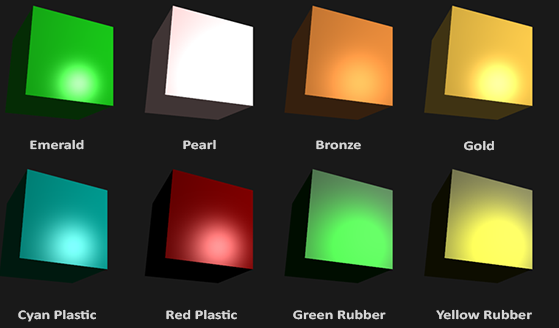 Emerald Pearl Bronze Gold
Cyan Plastic Red Plastic Green Rubber Yellow Rubber